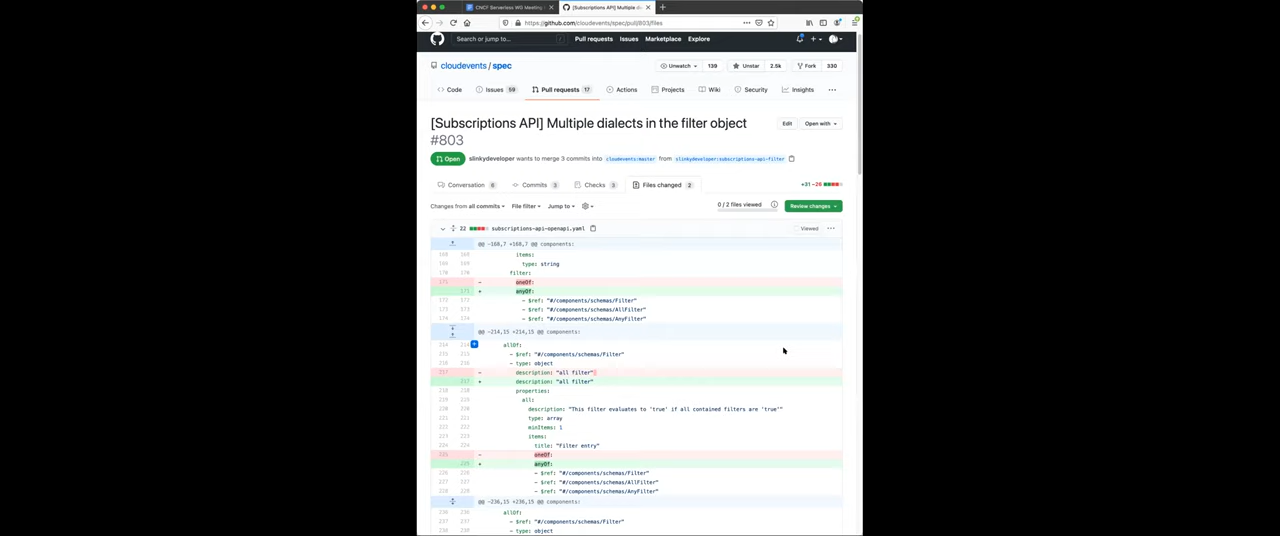 CNCF Serverless WG Meeting
[Subscriptions API] Multiple di
https://github.com/cloudevents/spec/pull/803/files
Search or jump to...
Pull requests Issues Marketplace Explore
cloudevents / spec
Unwatch 139 Unstar 2.5k Fork 330
Code Issues 59 Pull requests 17 Actions Projects Wiki Security Insights
[Subscriptions API] Multiple dialects in the filter object
#803
Edit Open with
Open slinkydeveloper wants to merge 3 commits into cloudevents:master from slinkydeveloper:subscriptions-api-filter
Conversation 6 Commits 3 Checks 3 Files changed 2 +31 −26
Changes from all commits File filter Jump to 0 / 2 files viewed Review changes
22 subscriptions-api-openapi.yaml Viewed
@@ -168,7 +168,7 @@ components:
168 168 items:
169 169 type: string
170 170 filter:
171 - oneOf:
171 + anyOf:
172 172 - $ref: "#/components/schemas/Filter"
173 173 - $ref: "#/components/schemas/AllFilter"
174 174 - $ref: "#/components/schemas/AnyFilter"
@@ -214,15 +214,15 @@ components:
214 allOf:
215 215 - $ref: "#/components/schemas/Filter"
216 216 - type: object
217 - description: "all filter"
217 + description: "all filter"
218 218 properties:
219 219 all:
220 220 description: "This filter evaluates to 'true' if all contained filters are 'true'"
221 221 type: array
222 222 minItems: 1
223 223 items:
224 224 title: "Filter entry"
225 - oneOf:
225 + anyOf:
226 226 - $ref: "#/components/schemas/Filter"
227 227 - $ref: "#/components/schemas/AllFilter"
228 228 - $ref: "#/components/schemas/AnyFilter"
@@ -236,15 +236,15 @@ components:
236 236 allOf:
237 237 - $ref: "#/components/schemas/Filter"
238 238 - type: object